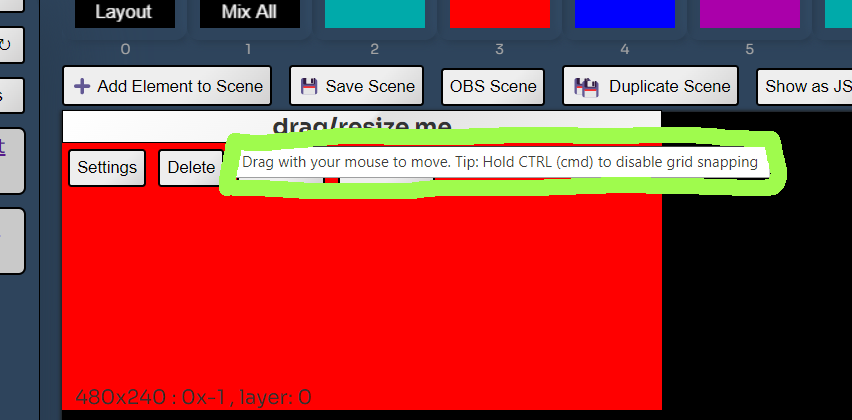 Layout
Mix All
0
1
2
3
4
5
Add Element to Scene
Save Scene
OBS Scene
Duplicate Scene
Show as JS
drag/resize me
Settings
Delete
Drag with your mouse to move. Tip: Hold CTRL (cmd) to disable grid snapping
480x240 : 0x-1 , layer: 0